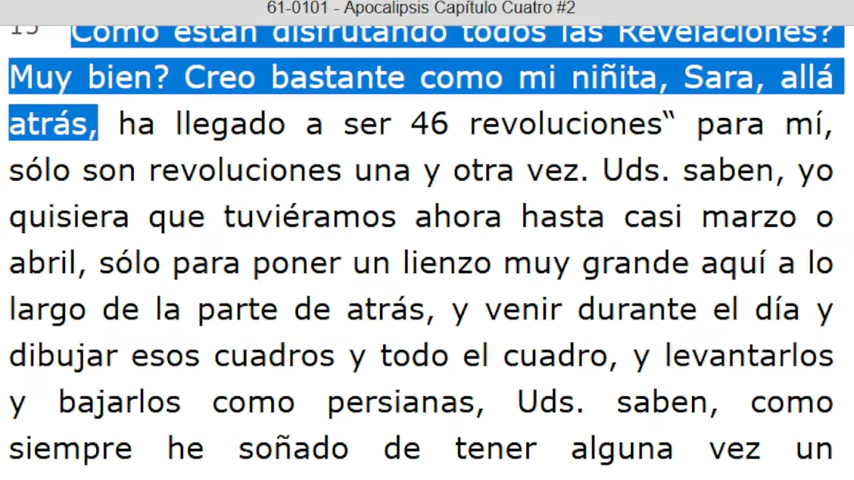 61-0101 - Apocalipsis Capítulo Cuatro #2
15 Cómo están disfrutando todos las Revelaciones?
Muy bien? Creo bastante como mi niñita, Sara, allá
atrás, ha llegado a ser 46 revoluciones“ para mí,
sólo son revoluciones una y otra vez. Uds. saben, yo
quisiera que tuviéramos ahora hasta casi marzo o
abril, sólo para poner un lienzo muy grande aquí a lo
largo de la parte de atrás, y venir durante el día y
dibujar esos cuadros y todo el cuadro, y levantarlos
y bajarlos como persianas, Uds. saben, como
siempre he soñado de tener alguna vez un